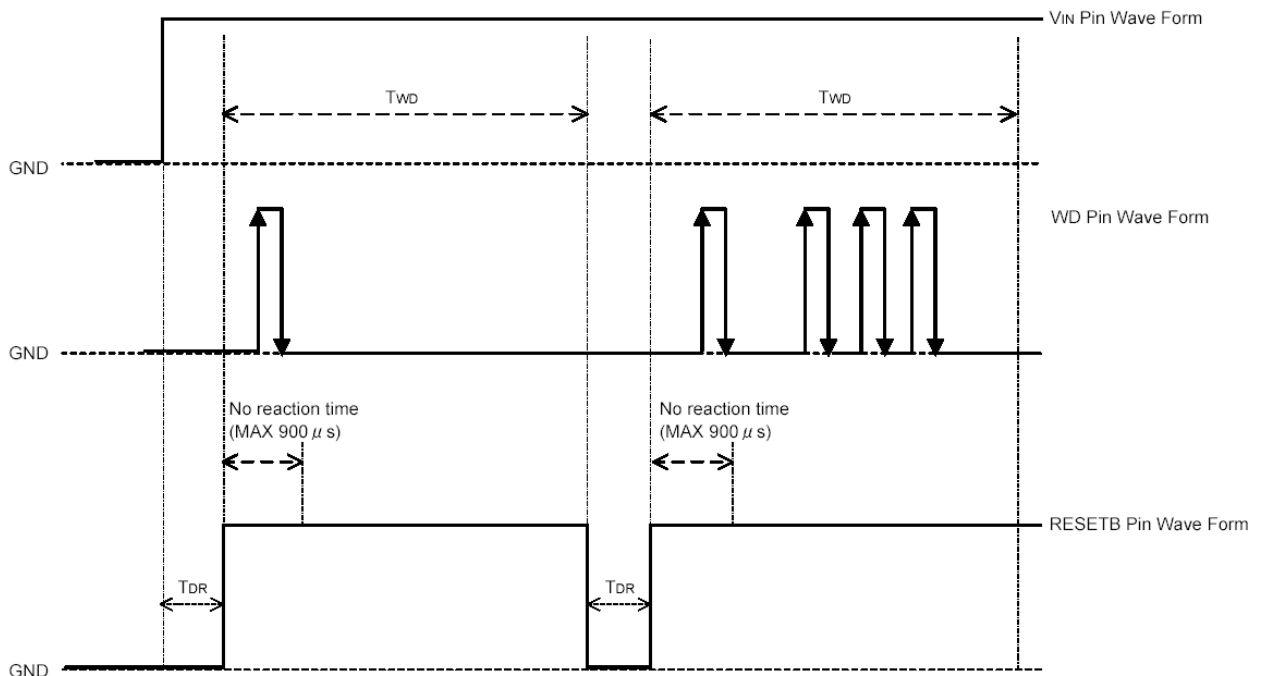 VIN Pin Wave Form
TWD
TWD
GND
WD Pin Wave Form
GND
No reaction time
(MAX 900 μ s)
No reaction time
(MAX 900 μ s)
RESETB Pin Wave Form
TDR
TDR
GND